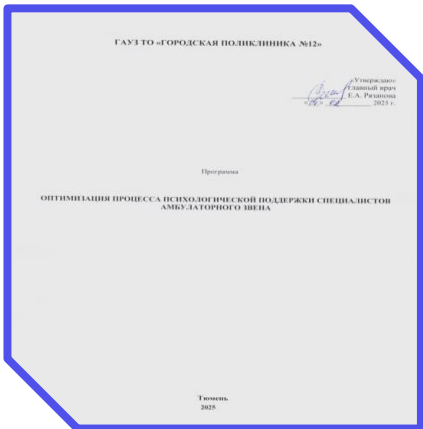 ГАУЗ ТО «ГОРОДСКАЯ ПОЛИКЛИНИКА №12»
«Утверждаю»
Главный врач
Е.А. Рязанова
2025 г.
Программа
ОПТИМИЗАЦИЯ ПРОЦЕССА ПСИХОЛОГИЧЕСКОЙ ПОДДЕРЖКИ СПЕЦИАЛИСТОВ
АМБУЛАТОРНОГО ЗВЕНА
Тюмень
2025